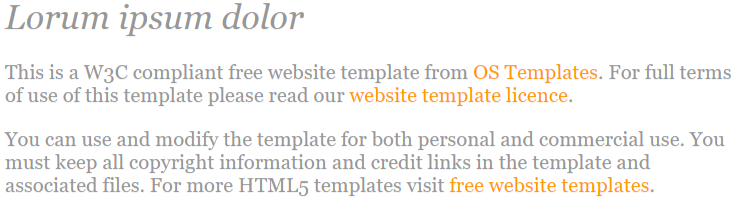 Lorum ipsum dolor
This is a W3C compliant free website template from OS Templates. For full terms
of use of this template please read our website template licence.
You can use and modify the template for both personal and commercial use. You
must keep all copyright information and credit links in the template and
associated files. For more HTML5 templates visit free website templates.